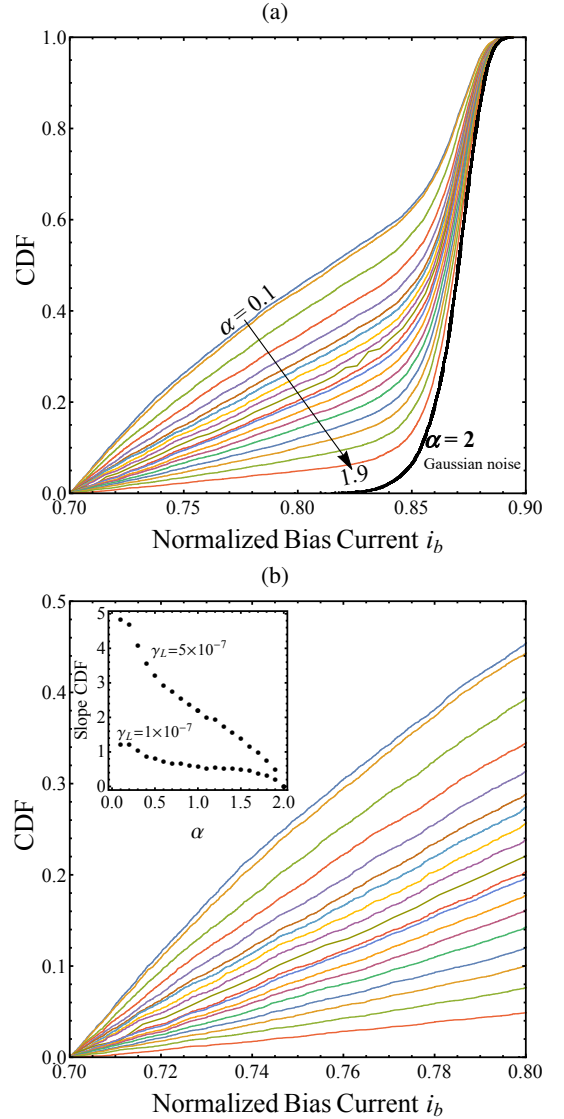 (a)
1.0
0.8
0.6
0.4
0.2
0.0
CDF
α = 0.1
1.9
α = 2
Gaussian noise
0.70 0.75 0.80 0.85 0.90
Normalized Bias Current i_b
(b)
0.5
0.4
0.3
0.2
0.1
0.0
CDF
5
4
3
2
1
0
Slope CDF
γ_L=5×10⁻⁷
γ_L=1×10⁻⁷
0.0 0.5 1.0 1.5 2.0
α
0.70 0.72 0.74 0.76 0.78 0.80
Normalized Bias Current i_b